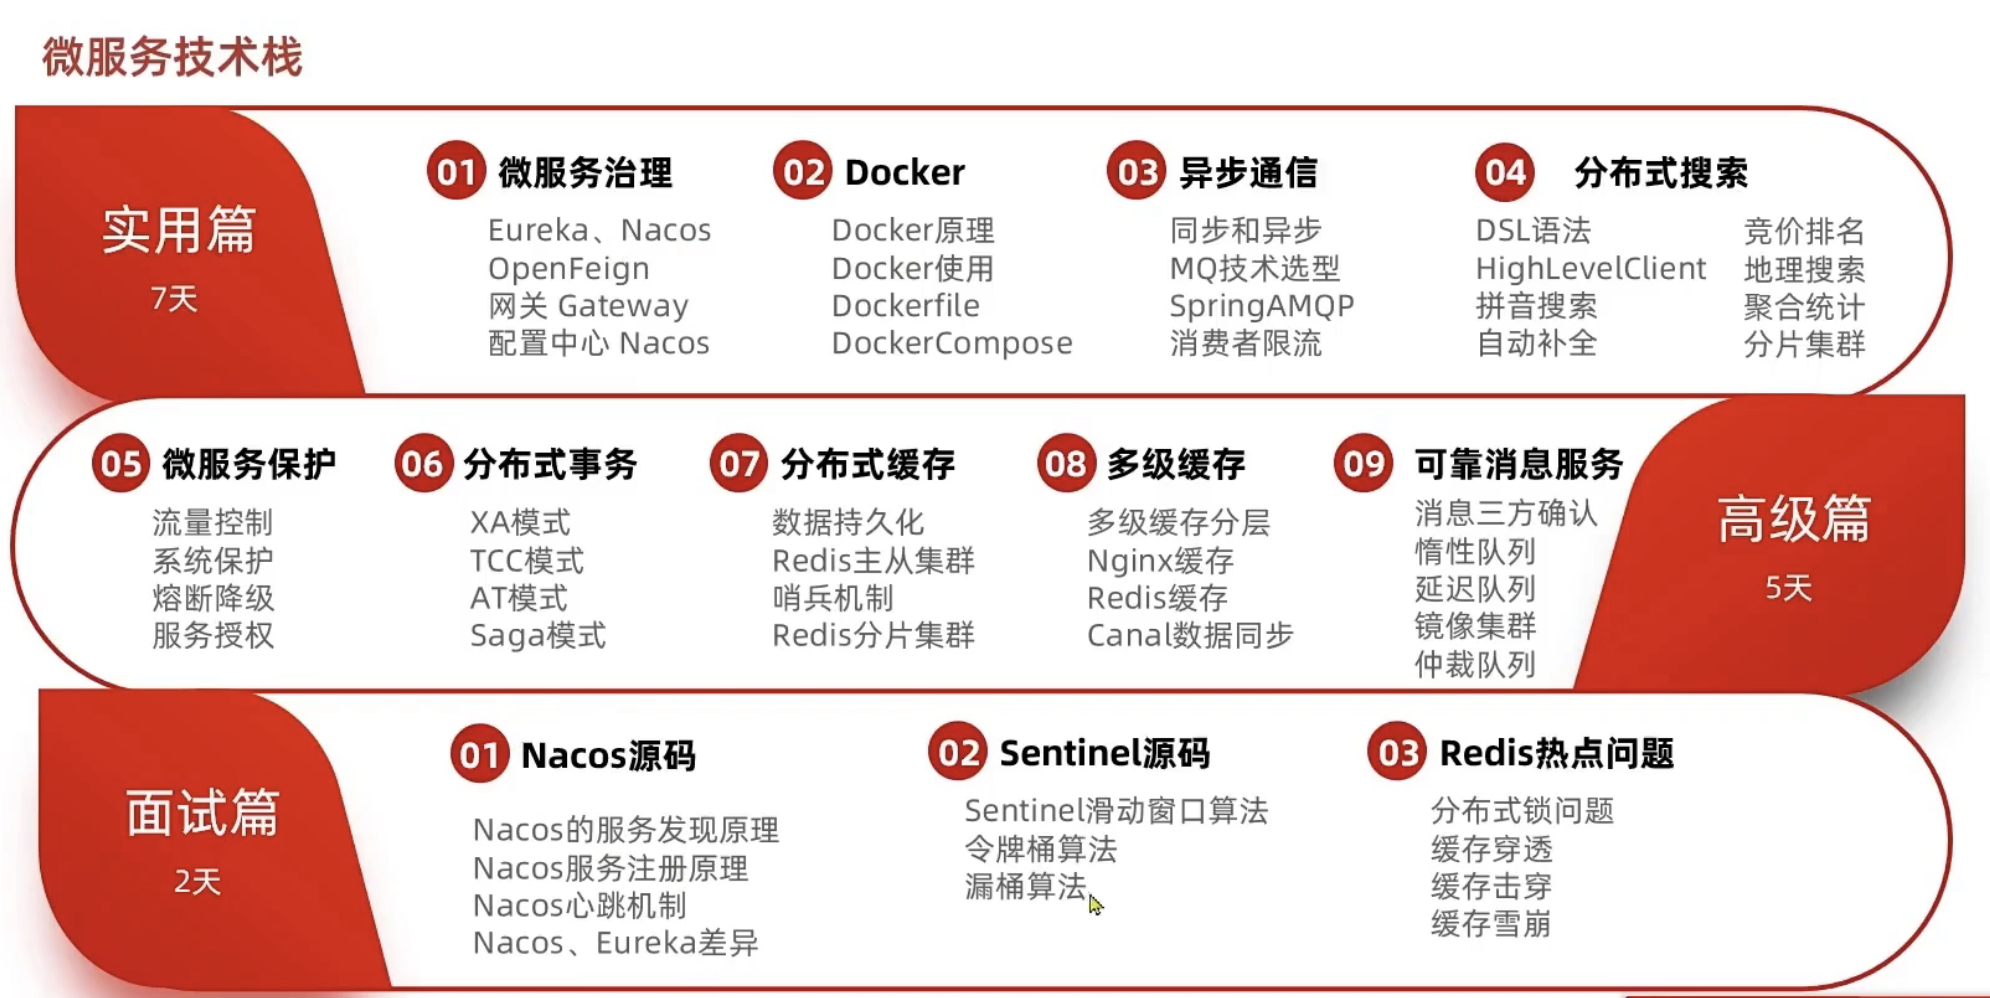 微服务技术栈
实用篇
7天
01 微服务治理
Eureka、Nacos
OpenFeign
网关 Gateway
配置中心 Nacos
02 Docker
Docker原理
Docker使用
Dockerfile
DockerCompose
03 异步通信
同步和异步
MQ技术选型
SpringAMQP
消费者限流
04 分布式搜索
DSL语法
HighLevelClient
拼音搜索
自动补全
竞价排名
地理搜索
聚合统计
分片集群
05 微服务保护
流量控制
系统保护
熔断降级
服务授权
06 分布式事务
XA模式
TCC模式
AT模式
Saga模式
07 分布式缓存
数据持久化
Redis主从集群
哨兵机制
Redis分片集群
08 多级缓存
多级缓存分层
Nginx缓存
Redis缓存
Canal数据同步
09 可靠消息服务
消息三方确认
惰性队列
延迟队列
镜像集群
仲裁队列
高级篇
5天
面试篇
2天
01 Nacos源码
Nacos的服务发现原理
Nacos服务注册原理
Nacos心跳机制
Nacos、Eureka差异
02 Sentinel源码
Sentinel滑动窗口算法
令牌桶算法
漏桶算法
03 Redis热点问题
分布式锁问题
缓存穿透
缓存击穿
缓存雪崩